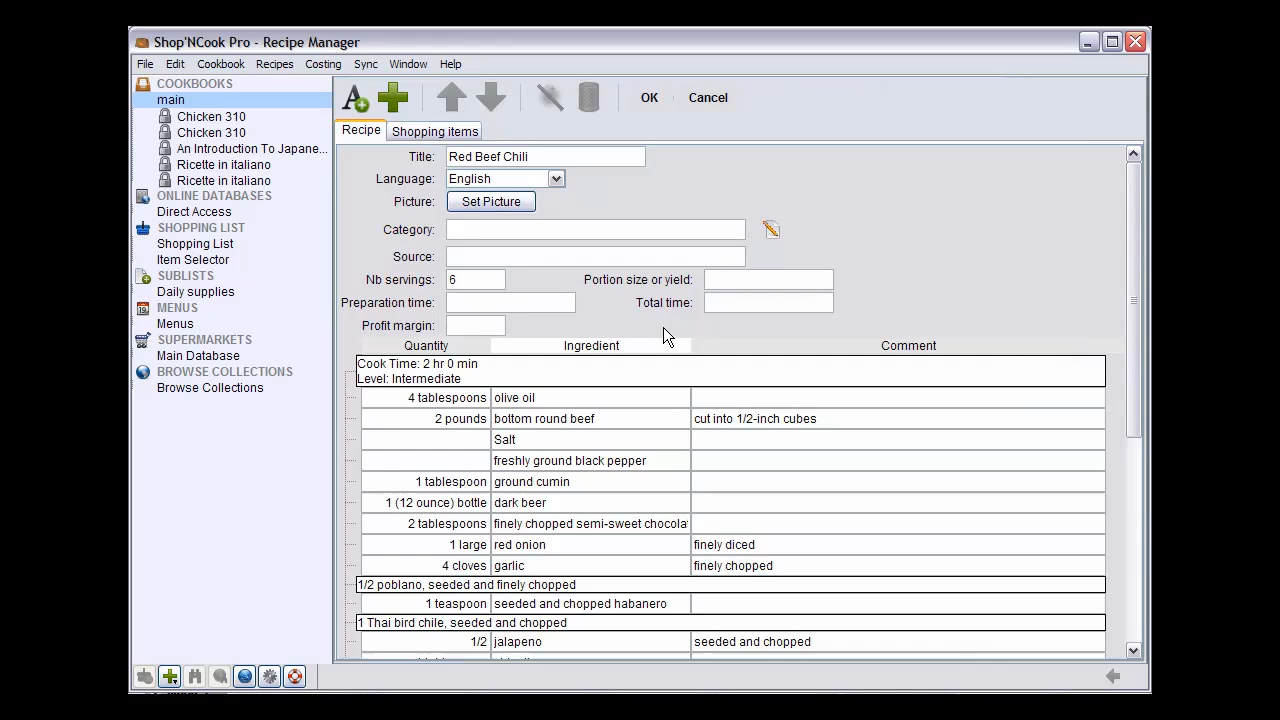 Shop'NCook Pro - Recipe Manager
File Edit Cookbook Recipes Costing Sync Window Help
COOKBOOKS
main
Chicken 310
Chicken 310
An Introduction To Japane...
Ricette in italiano
Ricette in italiano
ONLINE DATABASES
Direct Access
SHOPPING LIST
Shopping List
Item Selector
SUBLISTS
Daily supplies
MENUS
Menus
SUPERMARKETS
Main Database
BROWSE COLLECTIONS
Browse Collections
OK Cancel
Recipe Shopping items
Title: Red Beef Chili
Language: English
Picture: Set Picture
Category:
Source:
Nb servings: 6 Portion size or yield:
Preparation time: Total time:
Profit margin:
Quantity Ingredient Comment
Cook Time: 2 hr 0 min
Level: Intermediate
4 tablespoons olive oil
2 pounds bottom round beef cut into 1/2-inch cubes
Salt
freshly ground black pepper
1 tablespoon ground cumin
1 (12 ounce) bottle dark beer
2 tablespoons finely chopped semi-sweet chocola
1 large red onion finely diced
4 cloves garlic finely chopped
1/2 poblano, seeded and finely chopped
1 teaspoon seeded and chopped habanero
1 Thai bird chile, seeded and chopped
1/2 jalapeno seeded and chopped